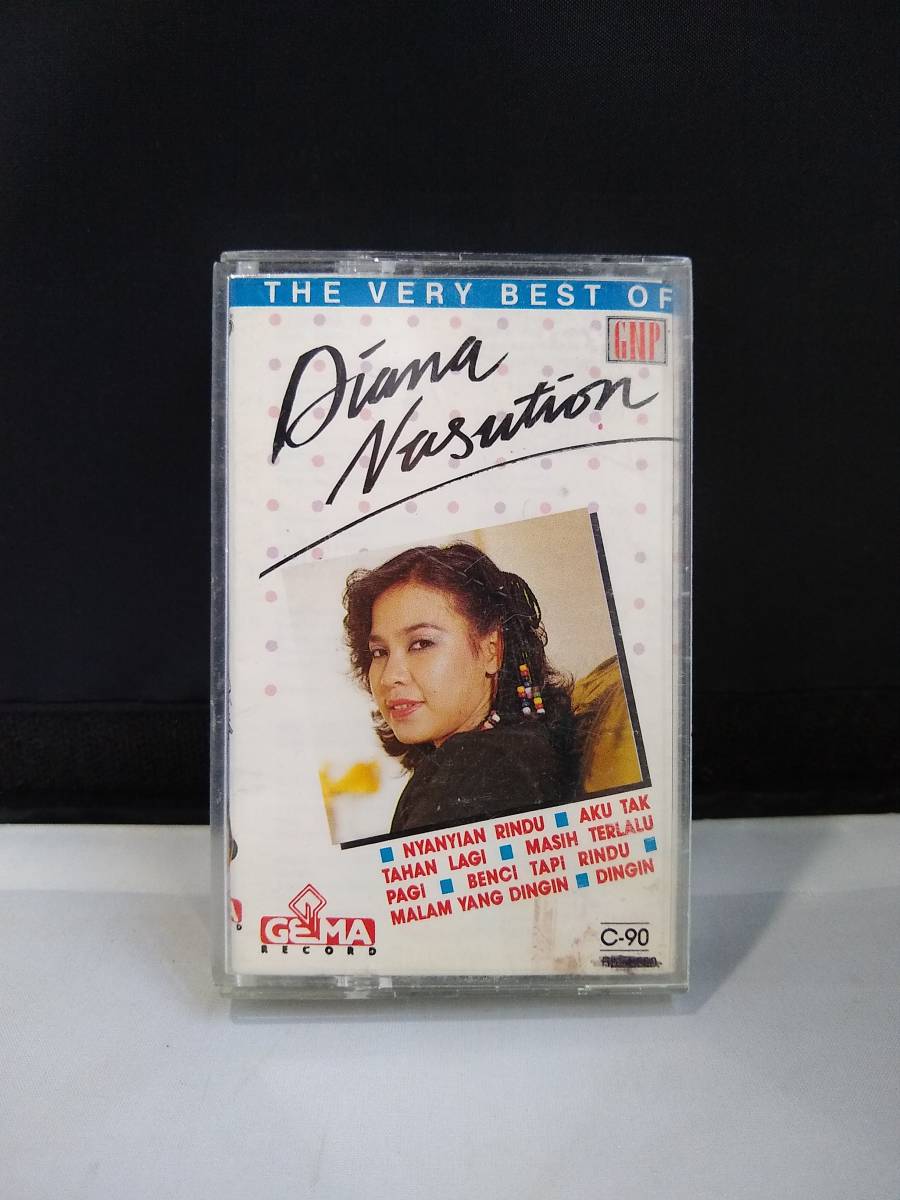 THE VERY BEST OF
GNP
Diana
Nasution
NYANYIAN RINDU ■ AKU TAK
TAHAN LAGI ■ MASIH TERLALU
PAGI ■ BENCI TAPI RINDU ■
MALAM YANG DINGIN ■ DINGIN
GEMA
RECORD
C-90